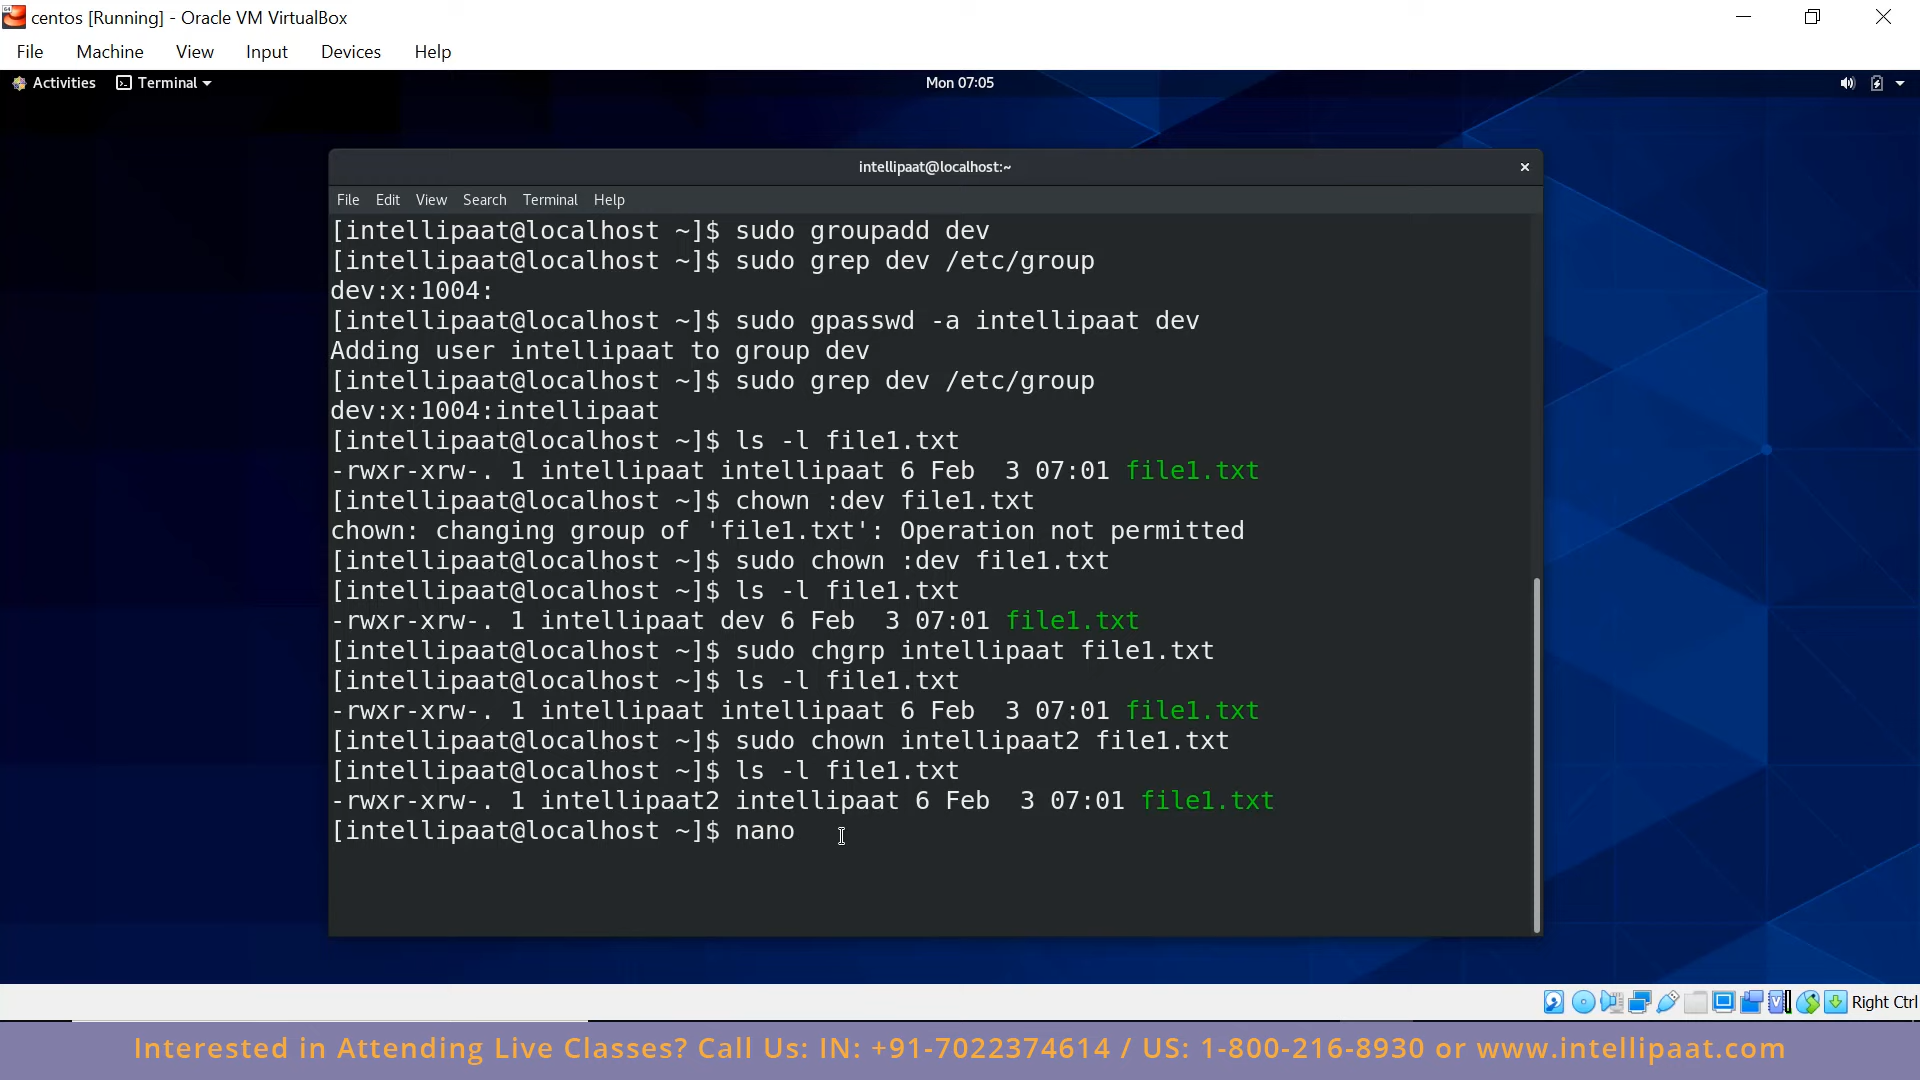 centos [Running] - Oracle VM VirtualBox
File Machine View Input Devices Help
Activities Terminal Mon 07:05
intellipaat@localhost:~
File Edit View Search Terminal Help
[intellipaat@localhost ~]$ sudo groupadd dev
[intellipaat@localhost ~]$ sudo grep dev /etc/group
dev:x:1004:
[intellipaat@localhost ~]$ sudo gpasswd -a intellipaat dev
Adding user intellipaat to group dev
[intellipaat@localhost ~]$ sudo grep dev /etc/group
dev:x:1004:intellipaat
[intellipaat@localhost ~]$ ls -l file1.txt
-rwxr-xrw-. 1 intellipaat intellipaat 6 Feb  3 07:01 file1.txt
[intellipaat@localhost ~]$ chown :dev file1.txt
chown: changing group of 'file1.txt': Operation not permitted
[intellipaat@localhost ~]$ sudo chown :dev file1.txt
[intellipaat@localhost ~]$ ls -l file1.txt
-rwxr-xrw-. 1 intellipaat dev 6 Feb  3 07:01 file1.txt
[intellipaat@localhost ~]$ sudo chgrp intellipaat file1.txt
[intellipaat@localhost ~]$ ls -l file1.txt
-rwxr-xrw-. 1 intellipaat intellipaat 6 Feb  3 07:01 file1.txt
[intellipaat@localhost ~]$ sudo chown intellipaat2 file1.txt
[intellipaat@localhost ~]$ ls -l file1.txt
-rwxr-xrw-. 1 intellipaat2 intellipaat 6 Feb  3 07:01 file1.txt
[intellipaat@localhost ~]$ nano
Right Ctrl
Interested in Attending Live Classes? Call Us: IN: +91-7022374614 / US: 1-800-216-8930 or www.intellipaat.com